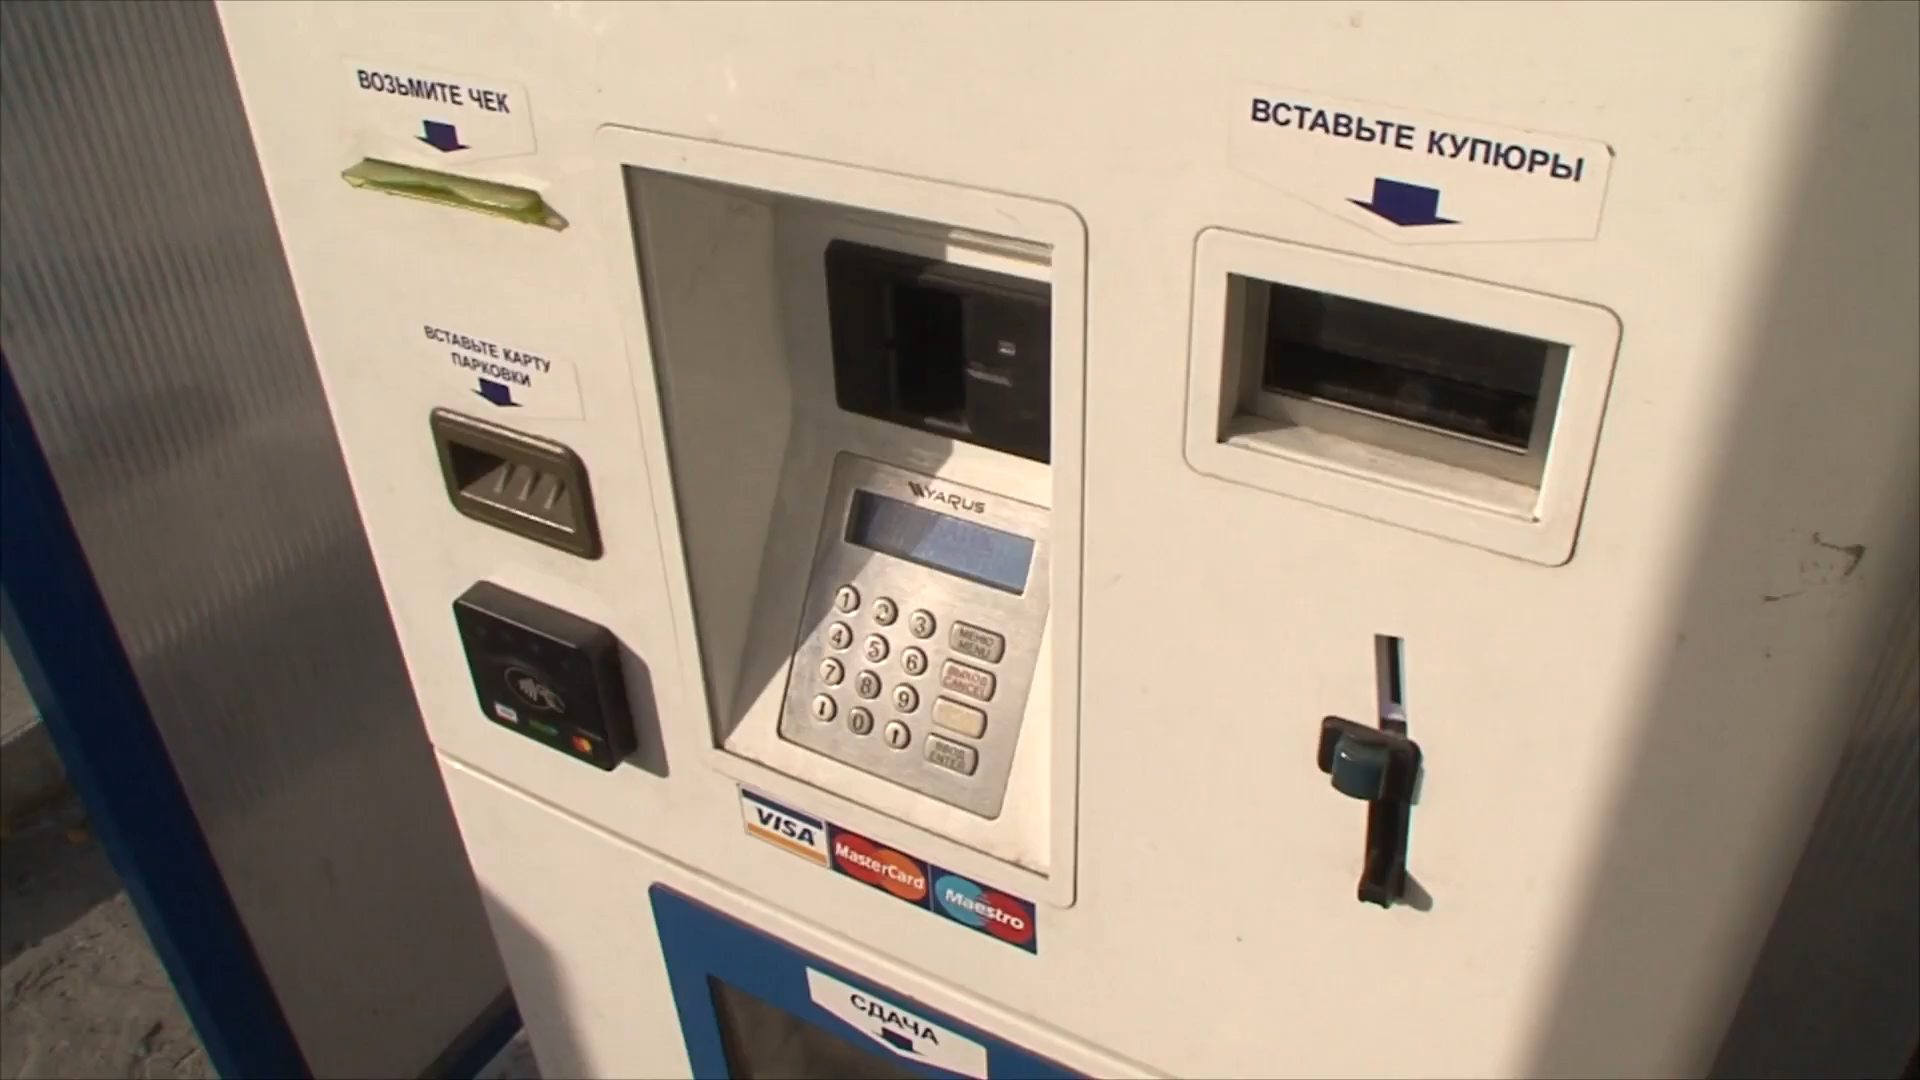 ВОЗЬМИТЕ ЧЕК
ВСТАВЬТЕ КУПЮРЫ
ВСТАВЬТЕ КАРТУ
ПАРКОВКИ
YARUS
1 2 3 МЕНЮ MENU
4 5 6 ВЫХОД CANCEL
7 8 9
0 ВВОД ENTER
VISA
MasterCard
Maestro
СДАЧА